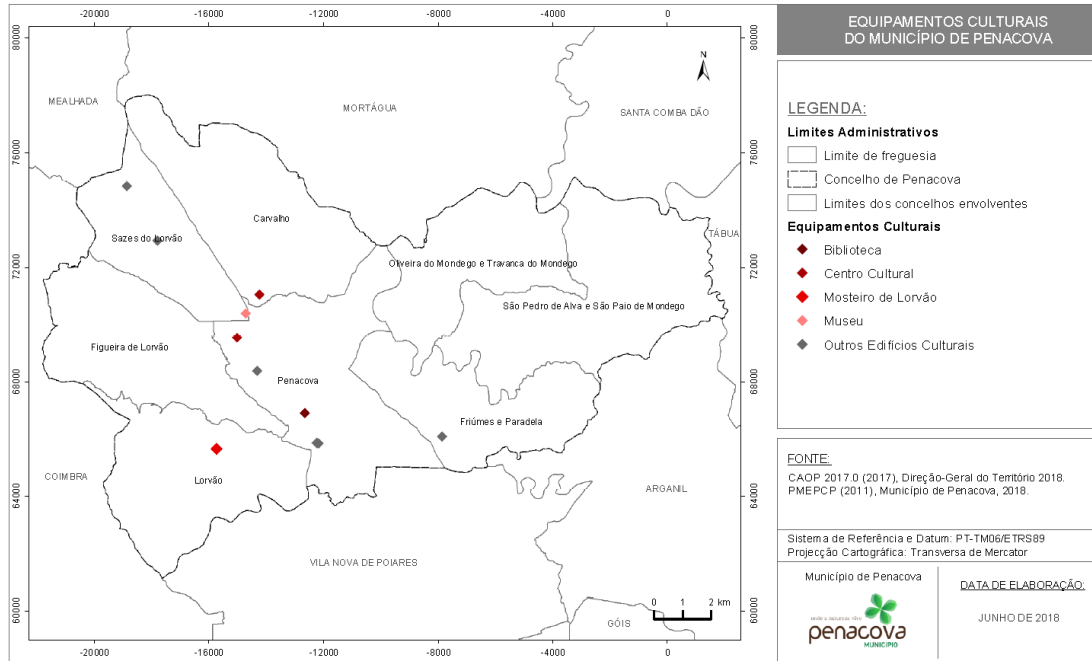 -20000 -16000 -12000 -8000 -4000 0
80000
76000
72000
68000
64000
60000
N
MEALHADA
MORTÁGUA
SANTA COMBA DÃO
TÁBUA
Carvalho
Sazes do Lorvão
Oliveira do Mondego e Travanca do Mondego
São Pedro de Alva e São Paio de Mondego
Figueira de Lorvão
Penacova
Friúmes e Paradela
Lorvão
COIMBRA
ARGANIL
VILA NOVA DE POIARES
GÓIS
0 1 2 km
80000
76000
72000
68000
64000
60000
-20000 -16000 -12000 -8000 -4000 0
EQUIPAMENTOS CULTURAIS
DO MUNICÍPIO DE PENACOVA
LEGENDA:
Limites Administrativos
Limite de freguesia
Concelho de Penacova
Limites dos concelhos envolventes
Equipamentos Culturais
Biblioteca
Centro Cultural
Mosteiro de Lorvão
Museu
Outros Edifícios Culturais
FONTE:
CAOP 2017.0 (2017), Direção-Geral do Território 2018.
PMEPCP (2011), Município de Penacova, 2018.
Sistema de Referência e Datum: PT-TM06/ETRS89
Projecção Cartográfica: Transversa de Mercator
Município de Penacova
penacova
MUNICÍPIO
DATA DE ELABORAÇÃO:
JUNHO DE 2018